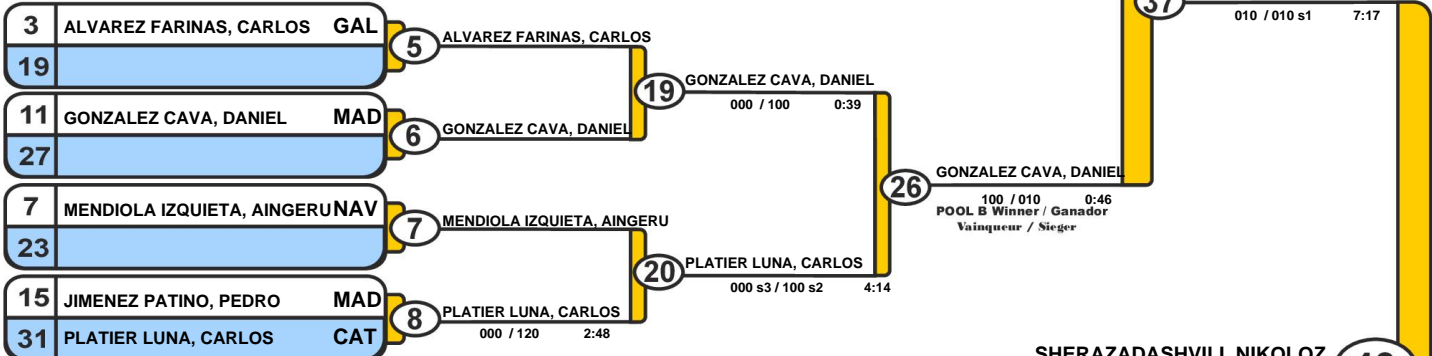 37
010 / 010 s1 7:17
3 ALVAREZ FARINAS, CARLOS GAL
19
5
ALVAREZ FARINAS, CARLOS
11 GONZALEZ CAVA, DANIEL MAD
27
6
GONZALEZ CAVA, DANIEL
19
GONZALEZ CAVA, DANIEL
000 / 100 0:39
7 MENDIOLA IZQUIETA, AINGERU NAV
23
7
MENDIOLA IZQUIETA, AINGERU
15 JIMENEZ PATINO, PEDRO MAD
31 PLATIER LUNA, CARLOS CAT
8
PLATIER LUNA, CARLOS
000 / 120 2:48
20
PLATIER LUNA, CARLOS
000 s3 / 100 s2 4:14
26
GONZALEZ CAVA, DANIEL
100 / 010 0:46
POOL B Winner / Ganador
Vainqueur / Sieger